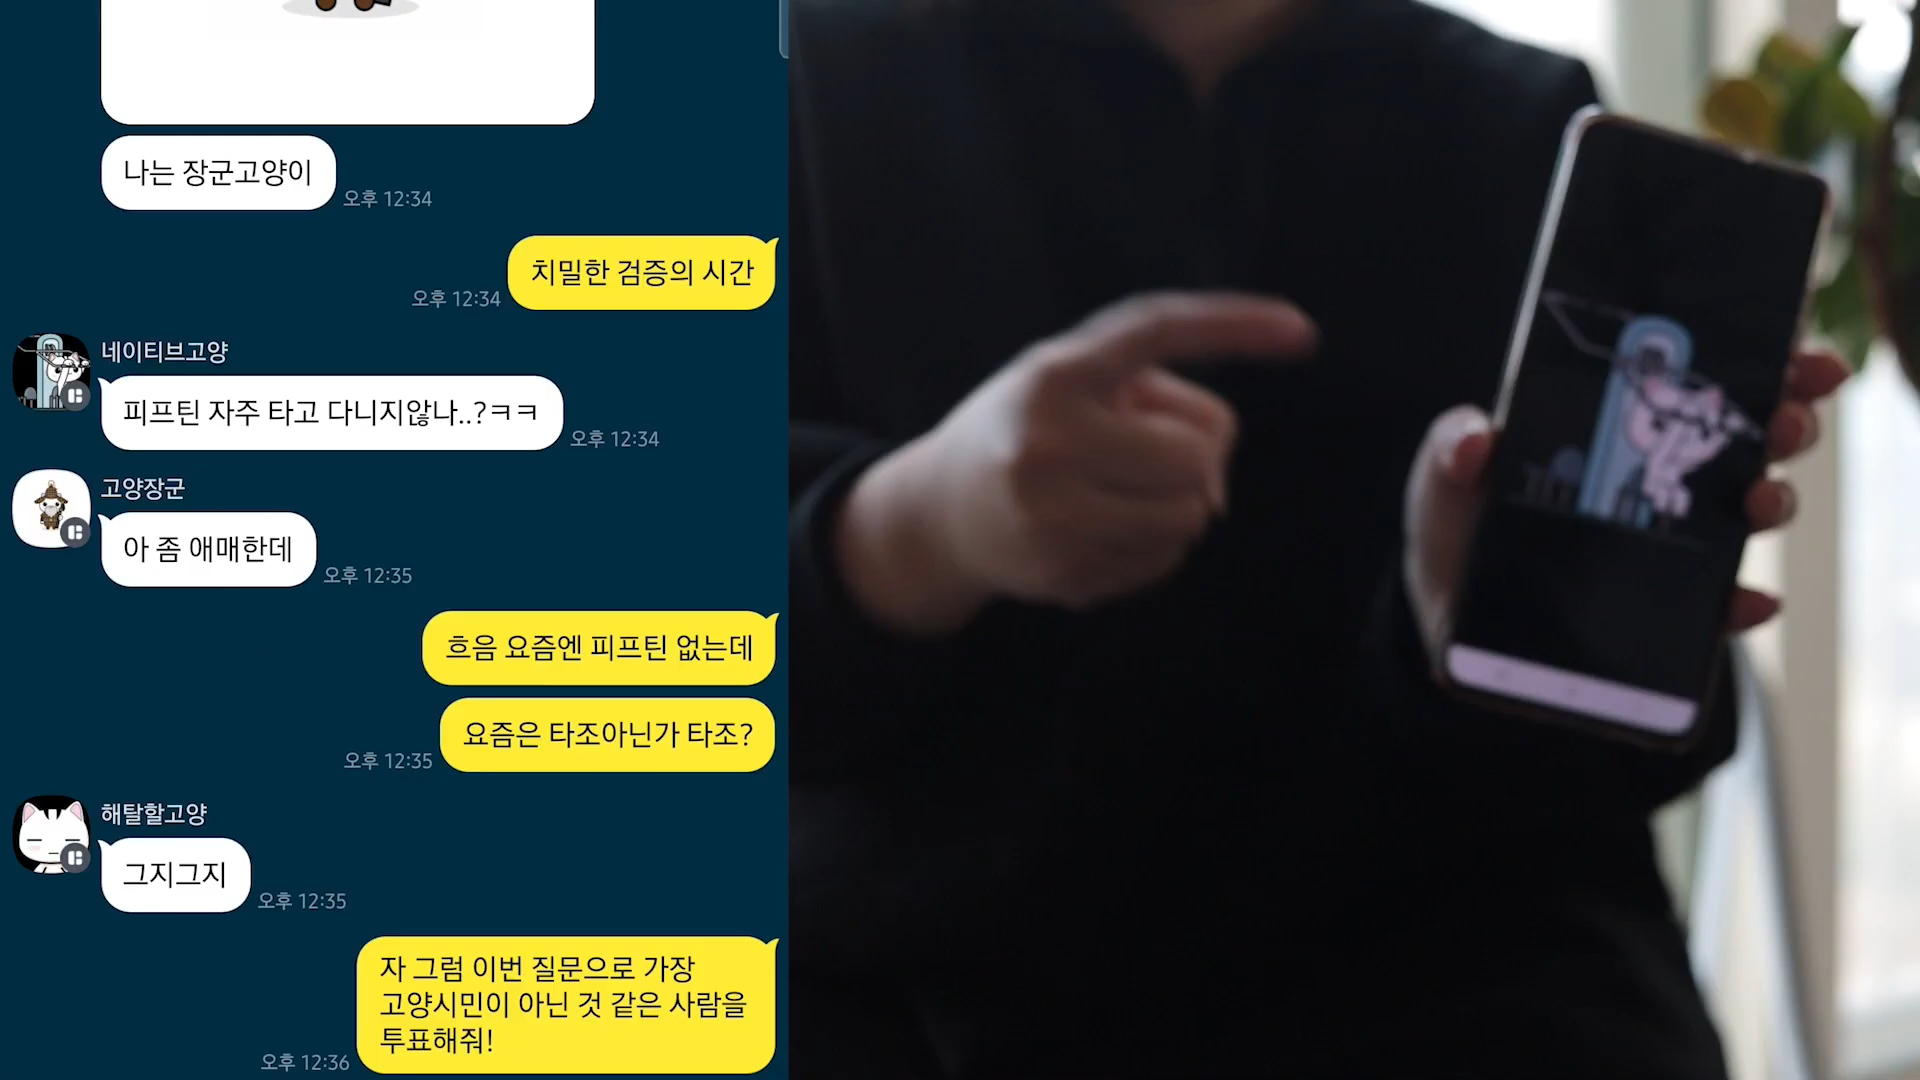 나는 장군고양이
오후 12:34
치밀한 검증의 시간
오후 12:34
네이티브고양
피프틴 자주 타고 다니지않나..?ㅋㅋ
오후 12:34
고양장군
아 좀 애매한데
오후 12:35
흐음 요즘엔 피프틴 없는데
요즘은 타조아닌가 타조?
오후 12:35
해탈할고양
그지그지
오후 12:35
자 그럼 이번 질문으로 가장
고양시민이 아닌 것 같은 사람을
투표해줘!
오후 12:36